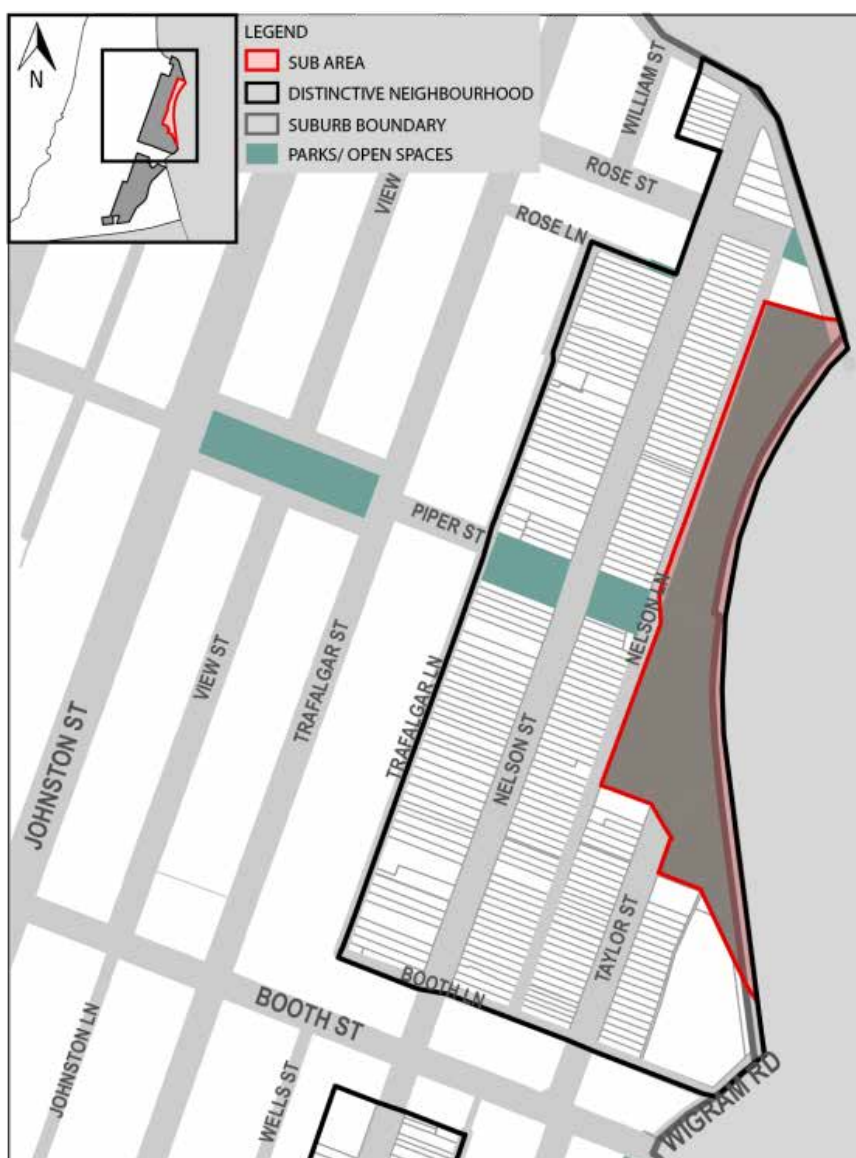 N
LEGEND
SUB AREA
DISTINCTIVE NEIGHBOURHOOD
SUBURB BOUNDARY
PARKS/ OPEN SPACES
WILLIAM ST
ROSE ST
VIEW
ROSE LN
PIPER ST
NELSON LN
VIEW ST
TRAFALGAR ST
TRAFALGAR LN
NELSON ST
JOHNSTON ST
TAYLOR ST
BOOTH LN
BOOTH ST
JOHNSTON LN
WELLS ST
WIGRAM RD